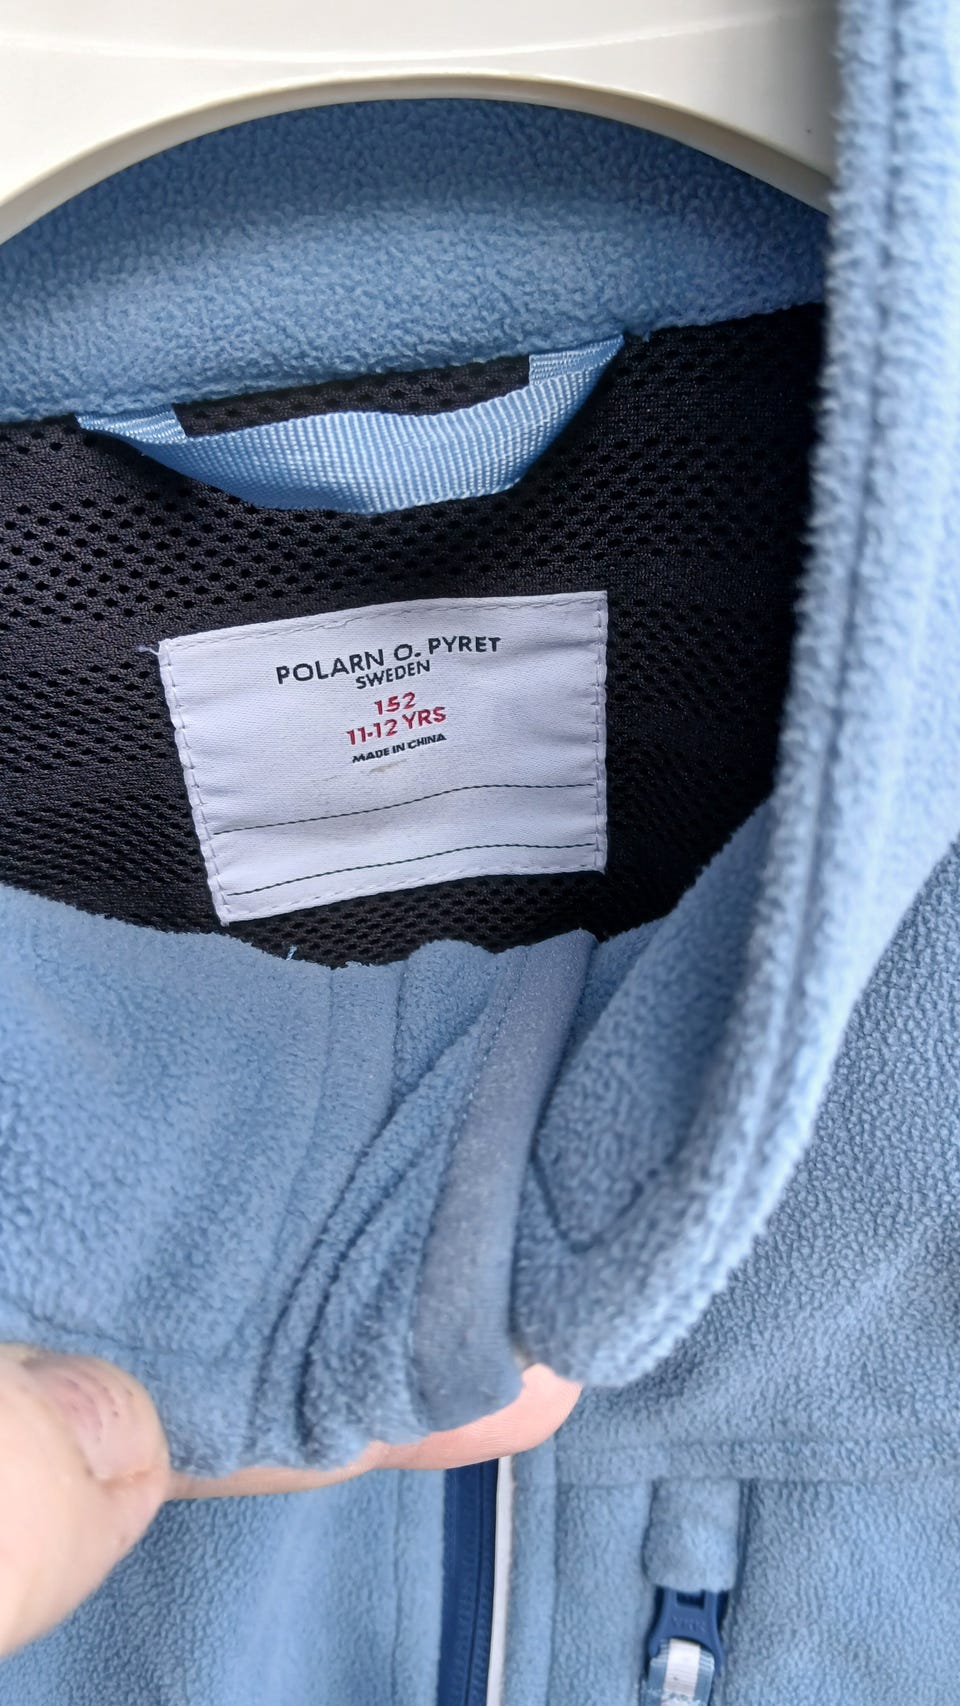 POLARN O. PYRET
SWEDEN
152
11-12 YRS
MADE IN CHINA